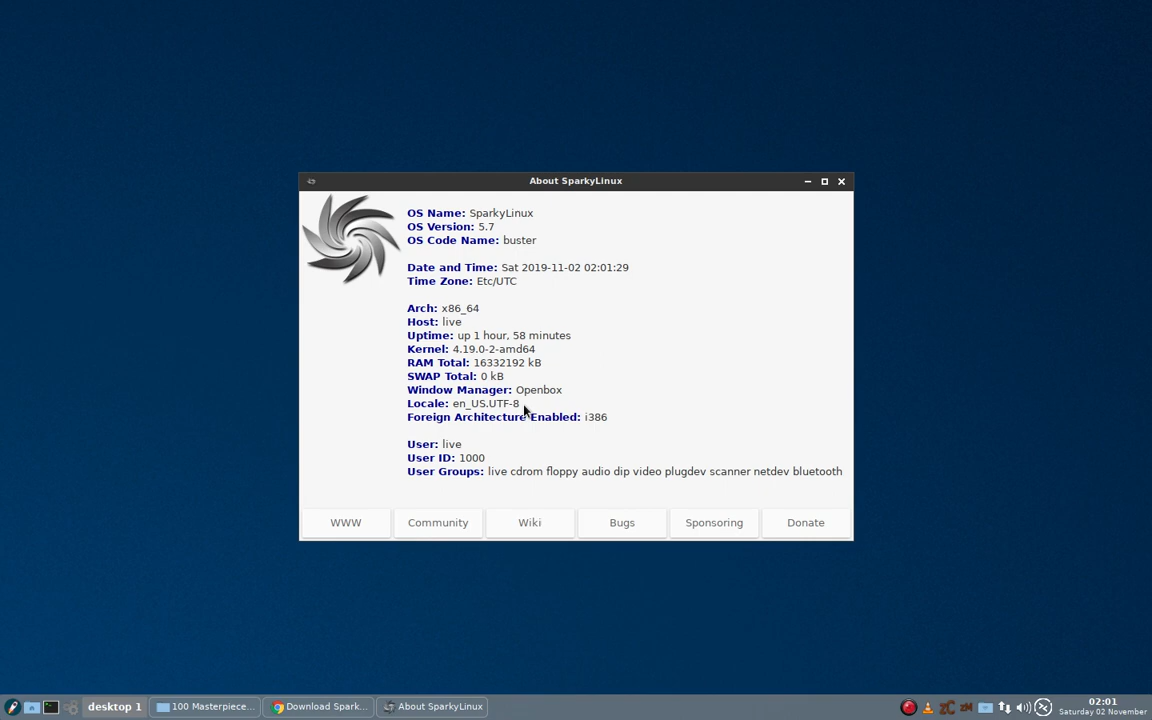 About SparkyLinux
OS Name: SparkyLinux
OS Version: 5.7
OS Code Name: buster
Date and Time: Sat 2019-11-02 02:01:29
Time Zone: Etc/UTC
Arch: x86_64
Host: live
Uptime: up 1 hour, 58 minutes
Kernel: 4.19.0-2-amd64
RAM Total: 16332192 kB
SWAP Total: 0 kB
Window Manager: Openbox
Locale: en_US.UTF-8
Foreign Architecture Enabled: i386
User: live
User ID: 1000
User Groups: live cdrom floppy audio dip video plugdev scanner netdev bluetooth
WWW Community Wiki Bugs Sponsoring Donate
desktop 1 100 Masterpiece... Download Spark... About SparkyLinux zC zM 02:01
Saturday 02 November